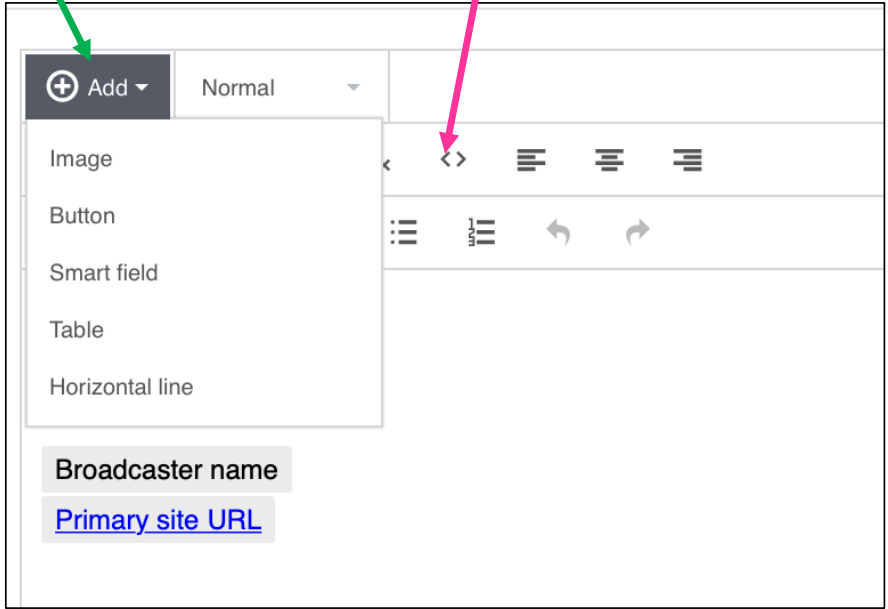 Add
Normal
Image
Button
Smart field
Table
Horizontal line
Broadcaster name
Primary site URL